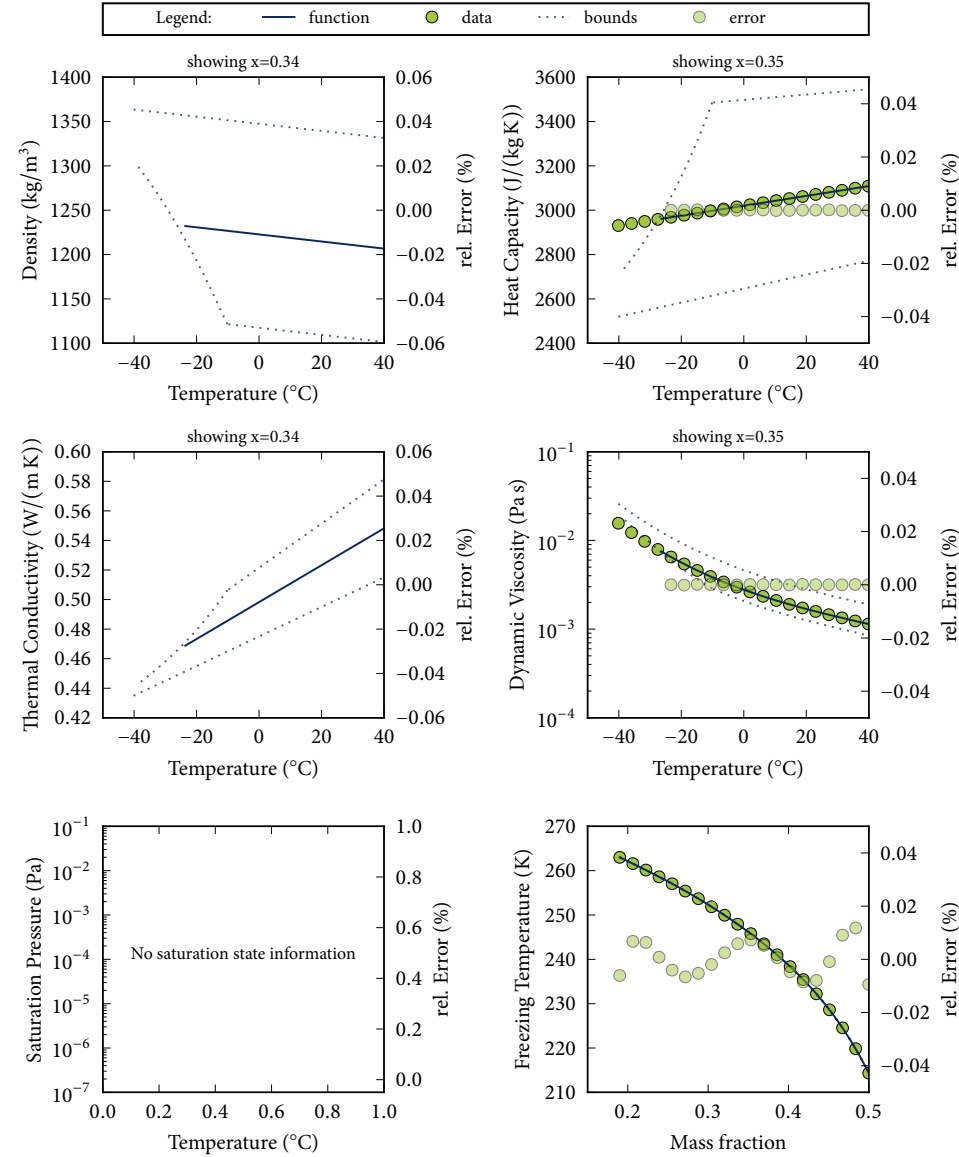 Legend: function data bounds error
showing x=0.34
Density (kg/m³)
1400
1350
1300
1250
1200
1150
1100
0.06
0.04
0.02
0.00
−0.02
−0.04
−0.06
rel. Error (%)
−40 −20 0 20 40
Temperature (°C)
showing x=0.35
Heat Capacity (J/(kg K))
3600
3400
3200
3000
2800
2600
2400
0.04
0.02
0.00
−0.02
−0.04
rel. Error (%)
−40 −20 0 20 40
Temperature (°C)
showing x=0.34
Thermal Conductivity (W/(m K))
0.60
0.58
0.56
0.54
0.52
0.50
0.48
0.46
0.44
0.42
0.06
0.04
0.02
0.00
−0.02
−0.04
−0.06
rel. Error (%)
−40 −20 0 20 40
Temperature (°C)
showing x=0.35
Dynamic Viscosity (Pa s)
10⁻¹
10⁻²
10⁻³
10⁻⁴
0.04
0.02
0.00
−0.02
−0.04
rel. Error (%)
−40 −20 0 20 40
Temperature (°C)
Saturation Pressure (Pa)
10⁻¹
10⁻²
10⁻³
10⁻⁴
10⁻⁵
10⁻⁶
10⁻⁷
No saturation state information
1.0
0.8
0.6
0.4
0.2
0.0
rel. Error (%)
0.0 0.2 0.4 0.6 0.8 1.0
Temperature (°C)
Freezing Temperature (K)
270
260
250
240
230
220
210
0.04
0.02
0.00
−0.02
−0.04
rel. Error (%)
0.2 0.3 0.4 0.5
Mass fraction